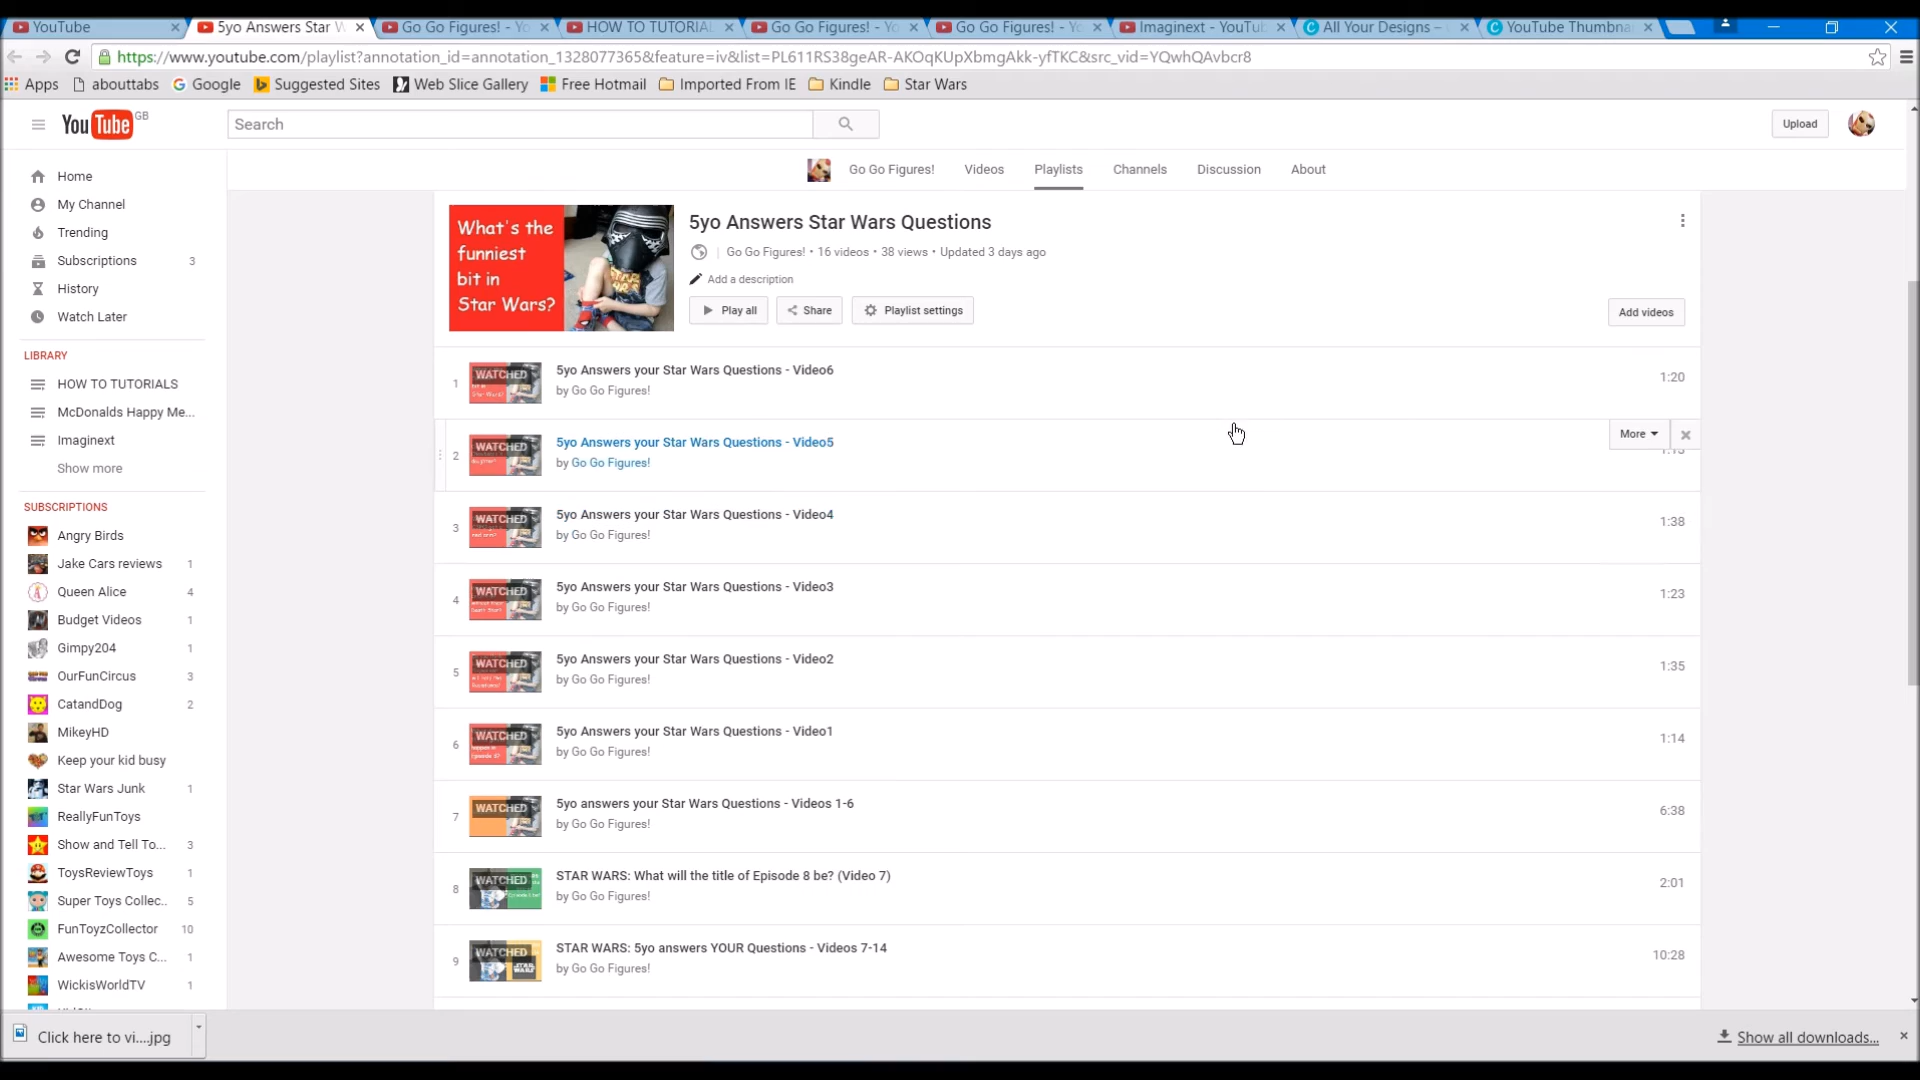 YouTube
5yo Answers Star W
Go Go Figures! - Yo
HOW TO TUTORIAL
Go Go Figures! - Yo
Go Go Figures! - Yo
Imaginext - YouTub
All Your Designs –
YouTube Thumbna
https://www.youtube.com/playlist?annotation_id=annotation_1328077365&feature=iv&list=PL611RS38geAR-AKOqKUpXbmgAkk-yfTKC&src_vid=YQwhQAvbcr8
Apps abouttabs Google Suggested Sites Web Slice Gallery Free Hotmail Imported From IE Kindle Star Wars
YouTube GB
Search
Upload
Go Go Figures! Videos Playlists Channels Discussion About
Home
My Channel
Trending
Subscriptions 3
History
Watch Later
LIBRARY
HOW TO TUTORIALS
McDonalds Happy Me...
Imaginext
Show more
SUBSCRIPTIONS
Angry Birds
Jake Cars reviews 1
Queen Alice 4
Budget Videos 1
Gimpy204 1
OurFunCircus 3
CatandDog 2
MikeyHD
Keep your kid busy
Star Wars Junk 1
ReallyFunToys
Show and Tell To... 3
ToysReviewToys 1
Super Toys Collec.. 5
FunToyzCollector 10
Awesome Toys C... 1
WickisWorldTV 1
What's the
funniest
bit in
Star Wars?
5yo Answers Star Wars Questions
Go Go Figures! • 16 videos • 38 views • Updated 3 days ago
Add a description
Play all Share Playlist settings
Add videos
1 WATCHED 5yo Answers your Star Wars Questions - Video6 1:20
by Go Go Figures!
2 WATCHED 5yo Answers your Star Wars Questions - Video5 More
by Go Go Figures!
3 WATCHED 5yo Answers your Star Wars Questions - Video4 1:38
by Go Go Figures!
4 WATCHED 5yo Answers your Star Wars Questions - Video3 1:23
by Go Go Figures!
5 WATCHED 5yo Answers your Star Wars Questions - Video2 1:35
by Go Go Figures!
6 WATCHED 5yo Answers your Star Wars Questions - Video1 1:14
by Go Go Figures!
7 WATCHED 5yo answers your Star Wars Questions - Videos 1-6 6:38
by Go Go Figures!
8 WATCHED STAR WARS: What will the title of Episode 8 be? (Video 7) 2:01
by Go Go Figures!
9 WATCHED STAR WARS: 5yo answers YOUR Questions - Videos 7-14 10:28
by Go Go Figures!
Click here to vi....jpg
Show all downloads...